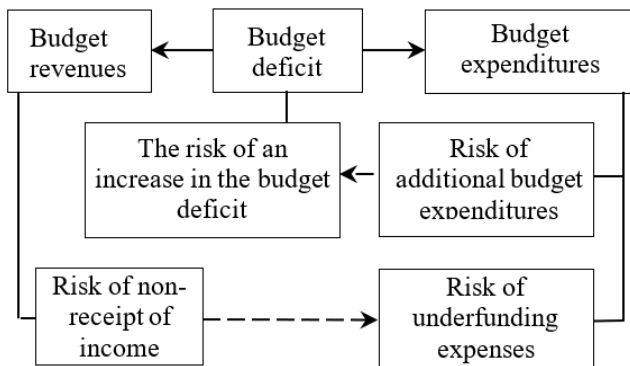 Budget
revenues
Budget
deficit
Budget
expenditures
The risk of an
increase in the budget
deficit
Risk of
additional budget
expenditures
Risk of non-
receipt of
income
Risk of
underfunding
expenses